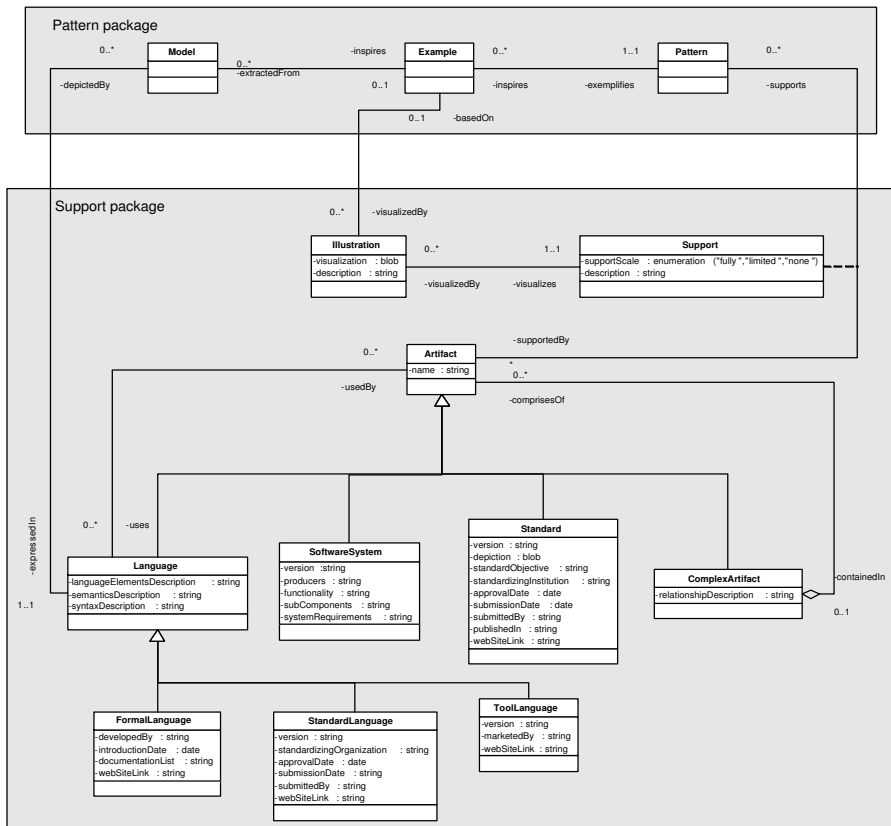 Pattern package
0..*
Model
0..*
-extractedFrom
-depictedBy
-inspires
Example
0..1
0..*
-inspires
1..1
-exemplifies
Pattern
0..*
-supports
0..1
-basedOn
Support package
0..*
-visualizedBy
Illustration
-visualization : blob
-description : string
0..*
-visualizedBy
1..1
-visualizes
Support
-supportScale : enumeration ("fully","limited","none")
-description : string
-supportedBy
*
0..*
Artifact
-name : string
0..*
-usedBy
-comprisesOf
-expressedIn
1..1
0..*
-uses
Language
-languageElementsDescription : string
-semanticsDescription : string
-syntaxDescription : string
SoftwareSystem
-version :string
-producers : string
-functionality : string
-subComponents : string
-systemRequirements : string
Standard
-version : string
-depiction : blob
-standardObjective : string
-standardizingInstitution : string
-approvalDate : date
-submissionDate : date
-submittedBy : string
-publishedIn : string
-webSiteLink : string
ComplexArtifact
-relationshipDescription : string
-containedIn
0..1
FormalLanguage
-developedBy : string
-introductionDate : date
-documentationList : string
-webSiteLink : string
StandardLanguage
-version : string
-standardizingOrganization : string
-approvalDate : date
-submissionDate : string
-submittedBy : string
-webSiteLink : string
ToolLanguage
-version : string
-marketedBy : string
-webSiteLink : string